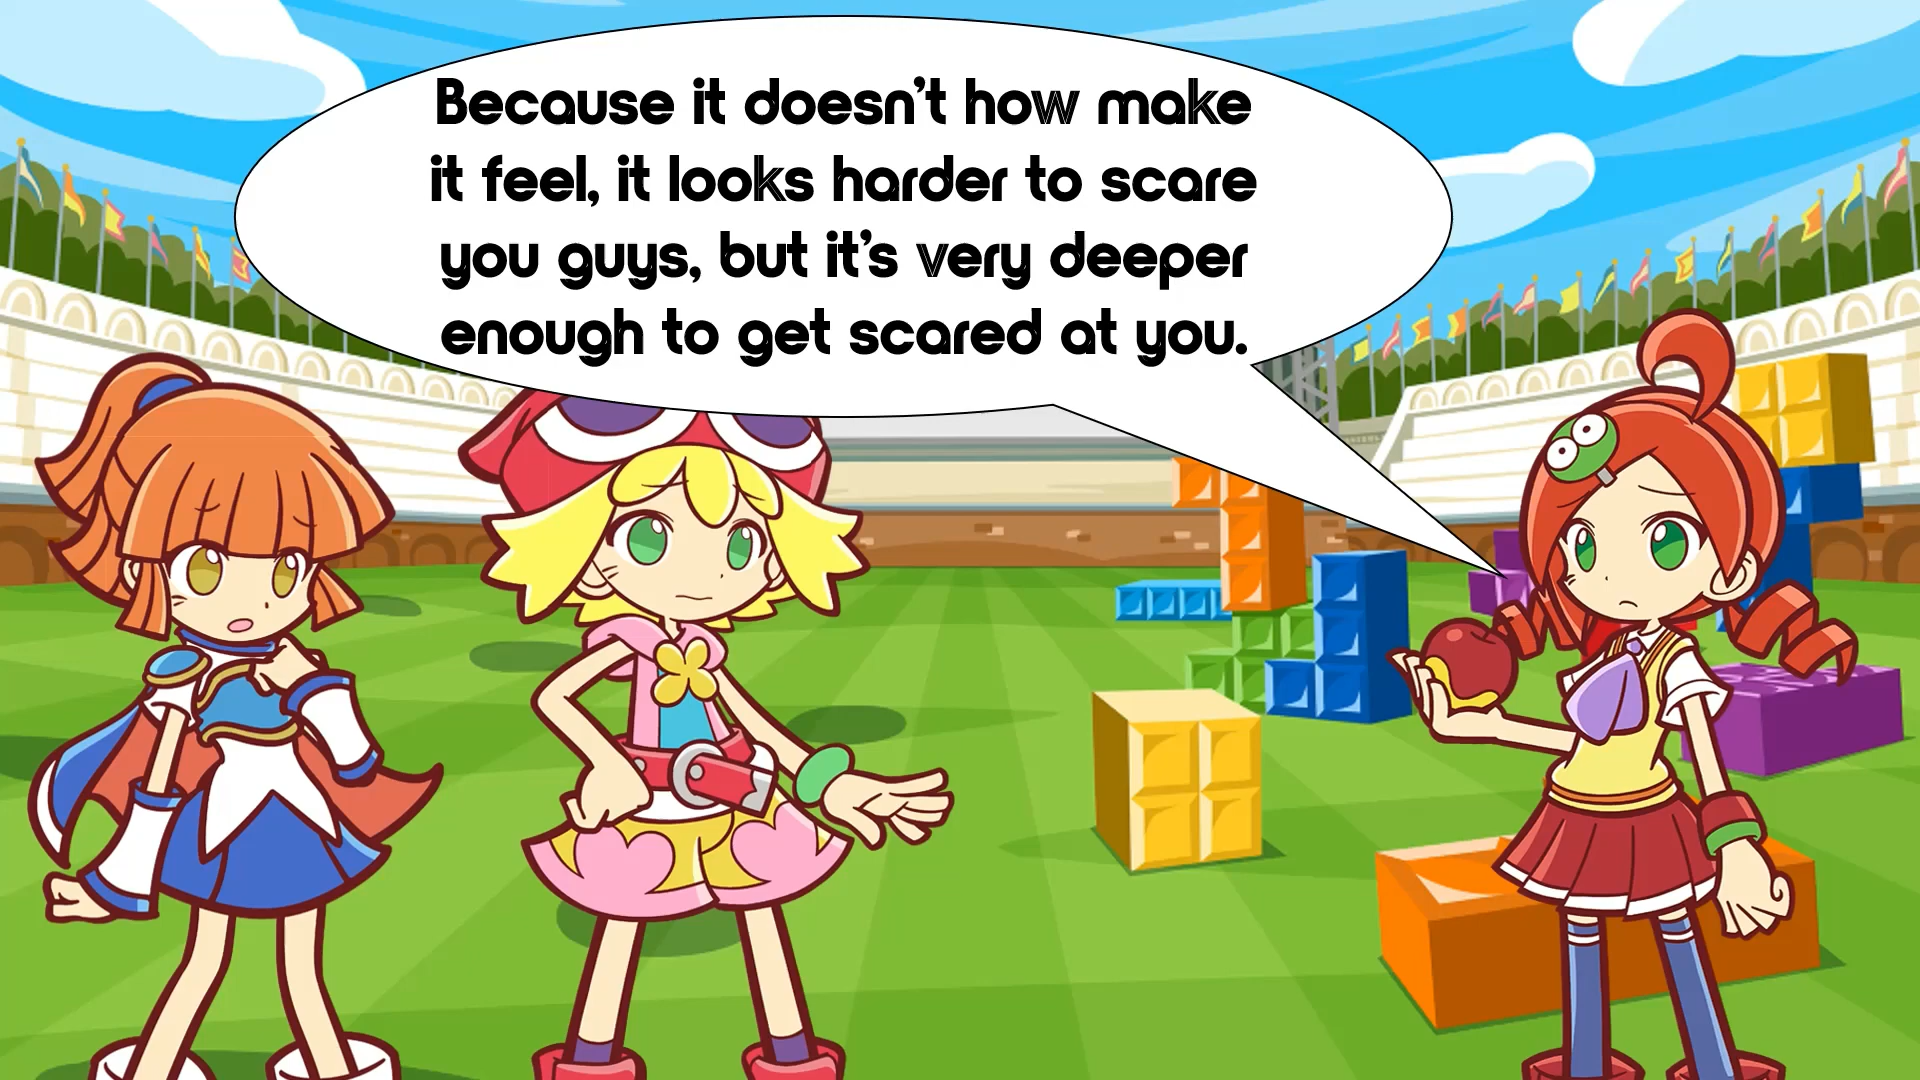 Because it doesn't how make
it feel, it looks harder to scare
you guys, but it's very deeper
enough to get scared at you.